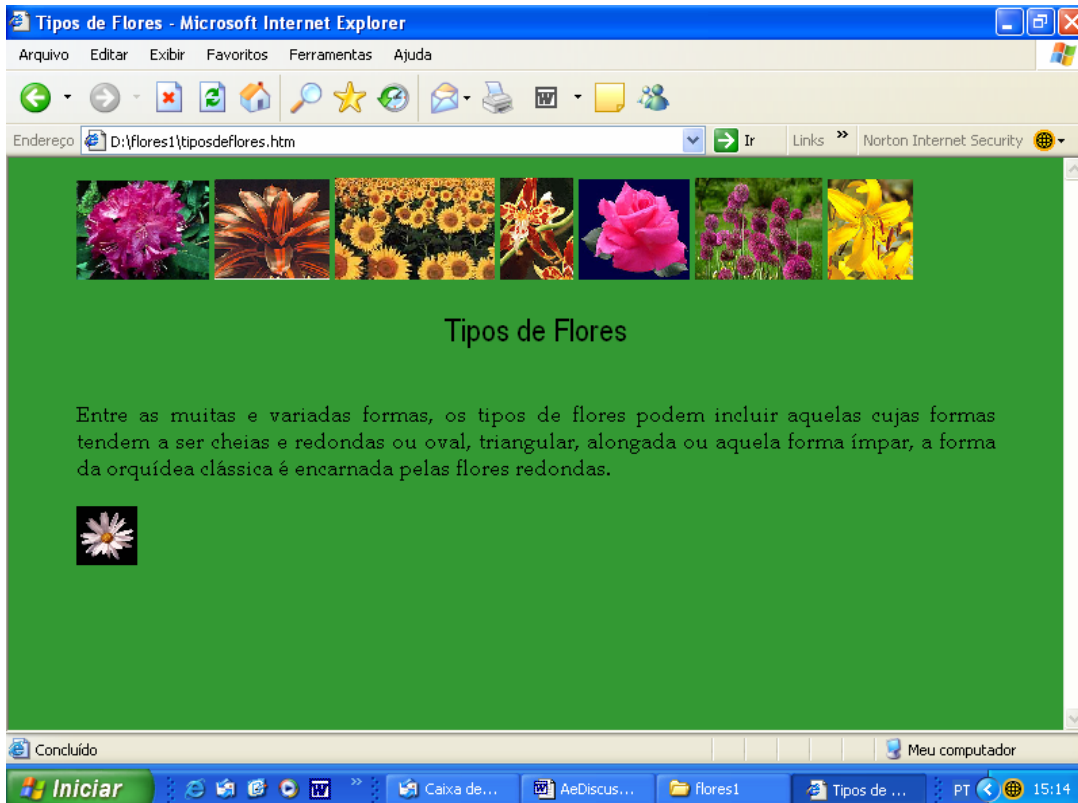 Tipos de Flores - Microsoft Internet Explorer
Arquivo Editar Exibir Favoritos Ferramentas Ajuda
Endereço D:\flores1\tiposdeflores.htm Ir Links » Norton Internet Security
Tipos de Flores
Entre as muitas e variadas formas, os tipos de flores podem incluir aquelas cujas formas
tendem a ser cheias e redondas ou oval, triangular, alongada ou aquela forma ímpar, a forma
da orquídea clássica é encarnada pelas flores redondas.
Concluído Meu computador
Iniciar » Caixa de... AeDiscus... flores1 Tipos de ... PT 15:14